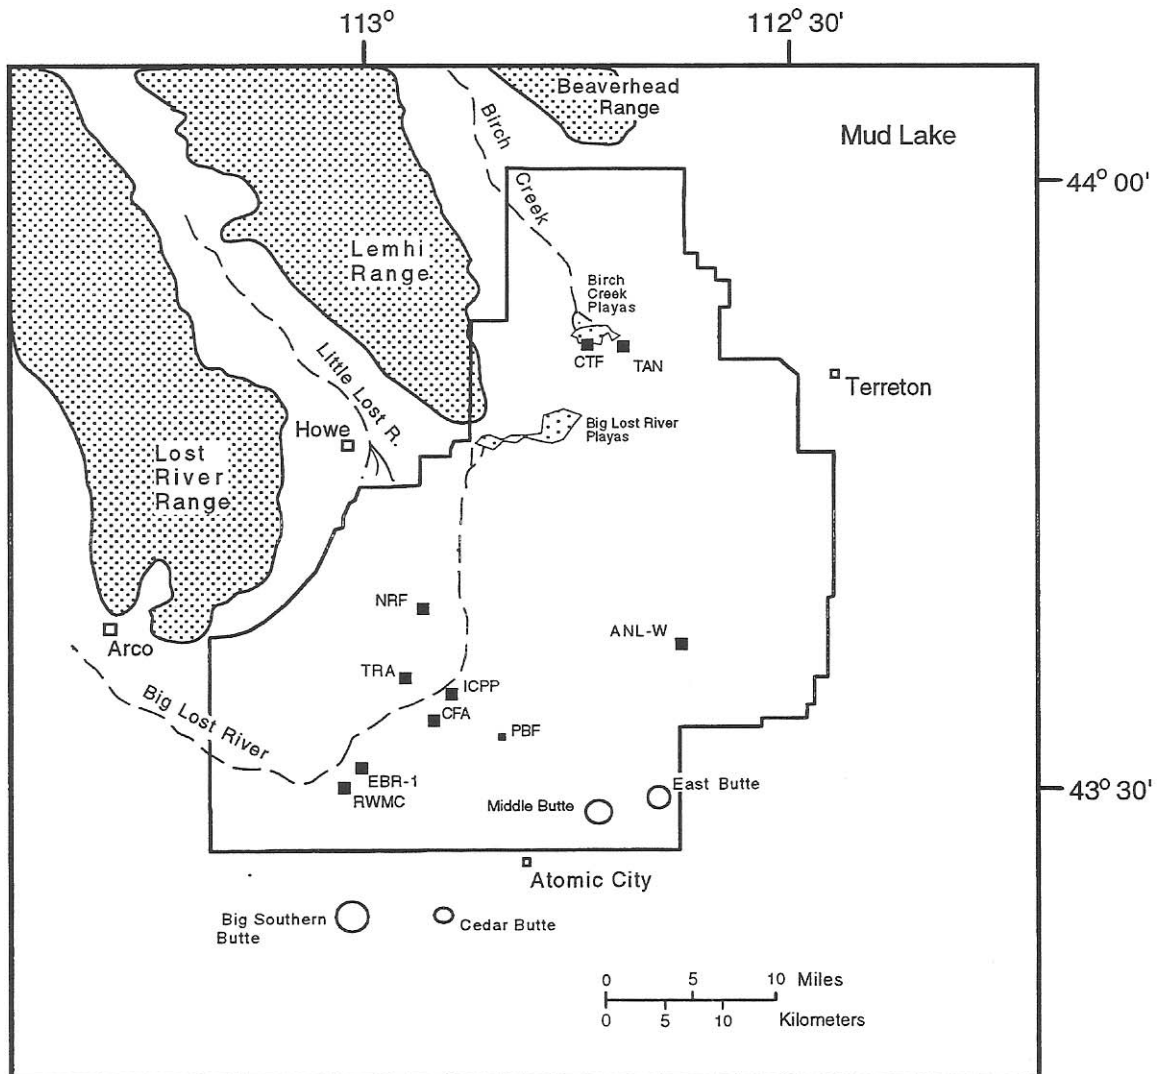 113° 112° 30'
Beaverhead
Range
Mud Lake
Birch
Creek
44° 00'
Lemhi
Range
Birch
Creek
Playas
CTF TAN
Terreton
Little Lost R.
Howe
Big Lost River
Playas
Lost
River
Range
NRF
ANL-W
Arco
TRA
ICPP
CFA
PBF
Big Lost River
EBR-1
RWMC
East Butte
Middle Butte
43° 30'
Atomic City
Big Southern
Butte
Cedar Butte
0 5 10 Miles
0 5 10 Kilometers